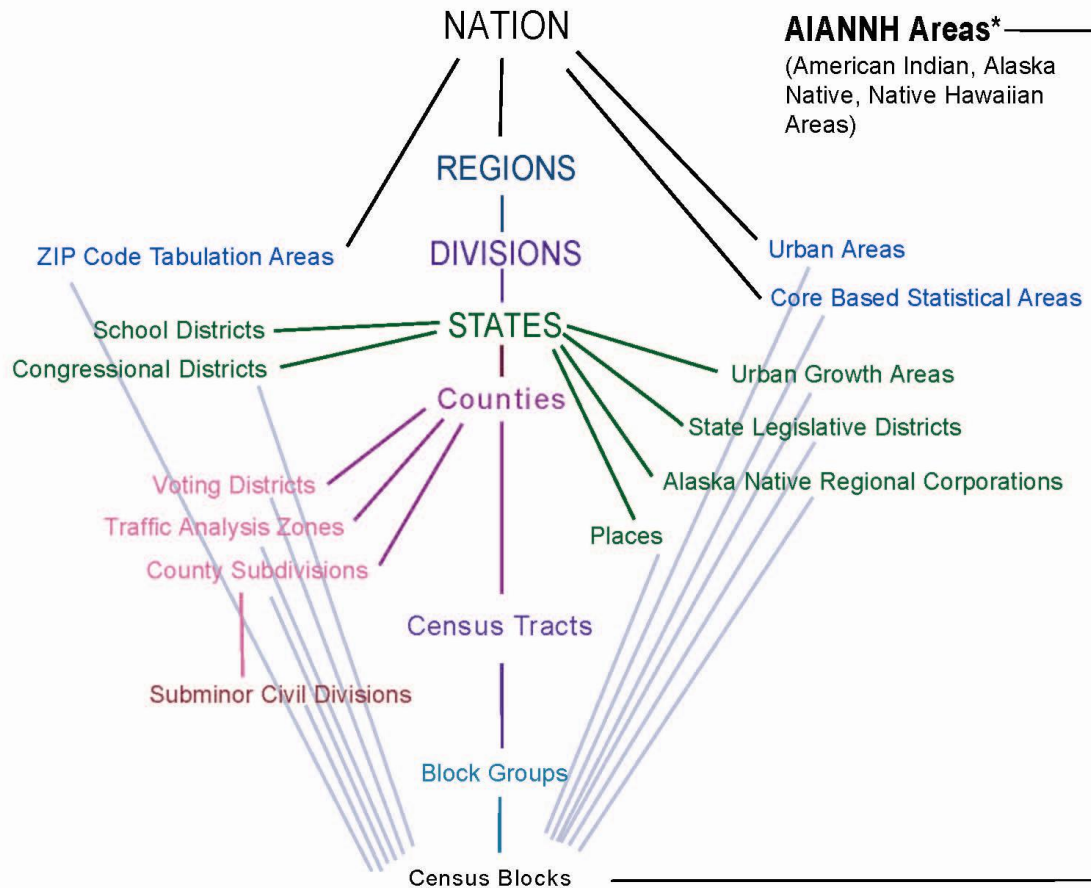 NATION
AIANNH Areas*
(American Indian, Alaska
Native, Native Hawaiian
Areas)
REGIONS
ZIP Code Tabulation Areas
DIVISIONS
Urban Areas
Core Based Statistical Areas
School Districts
STATES
Congressional Districts
Urban Growth Areas
Counties
State Legislative Districts
Voting Districts
Alaska Native Regional Corporations
Traffic Analysis Zones
Places
County Subdivisions
Census Tracts
Subminor Civil Divisions
Block Groups
Census Blocks